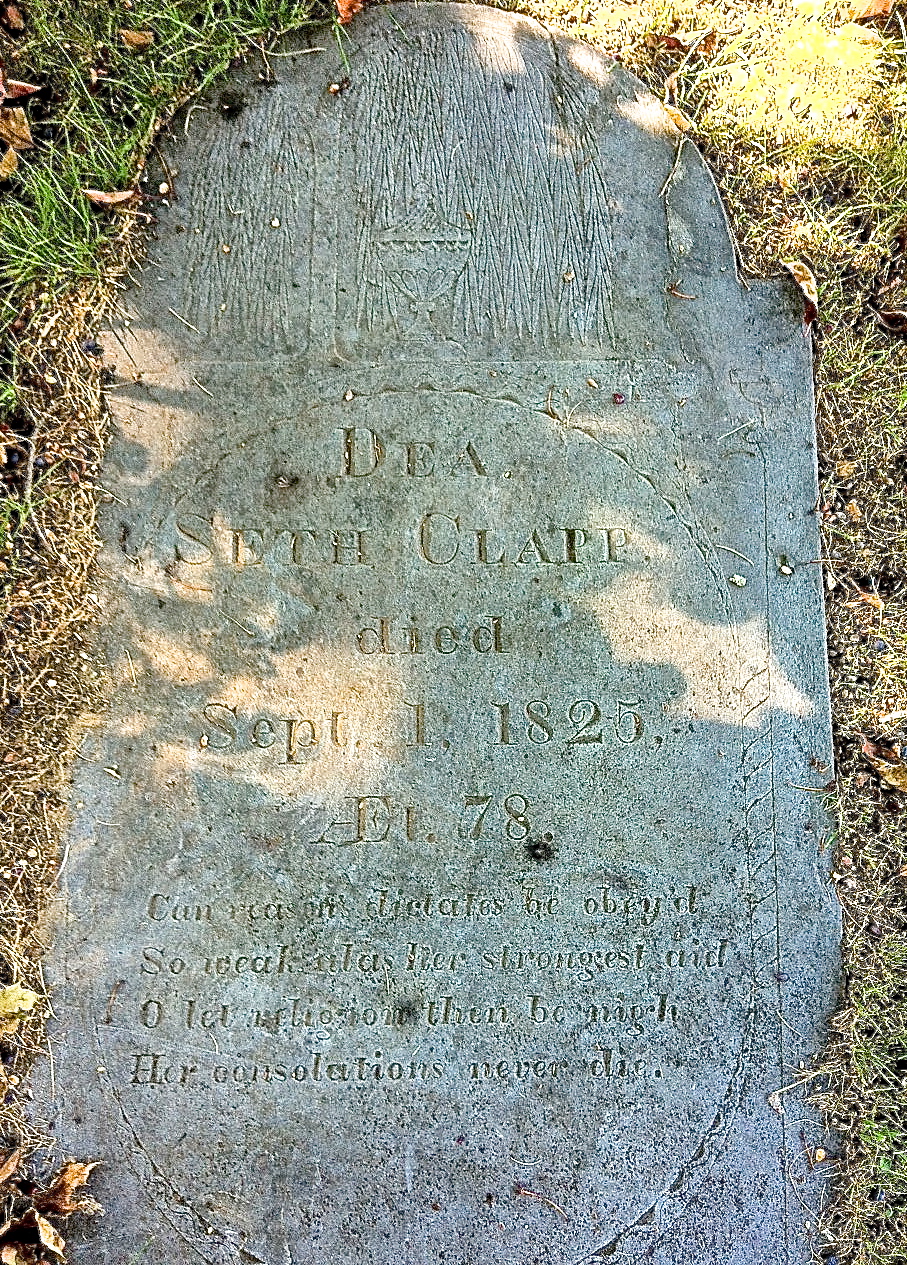 DEA.
SETH CLAPP.
died
Sept. 1, 1825,
Æt. 78.
Can reason's dictates be obey'd
So weak alas her strongest aid
O let religion then be nigh
Her consolations never die.